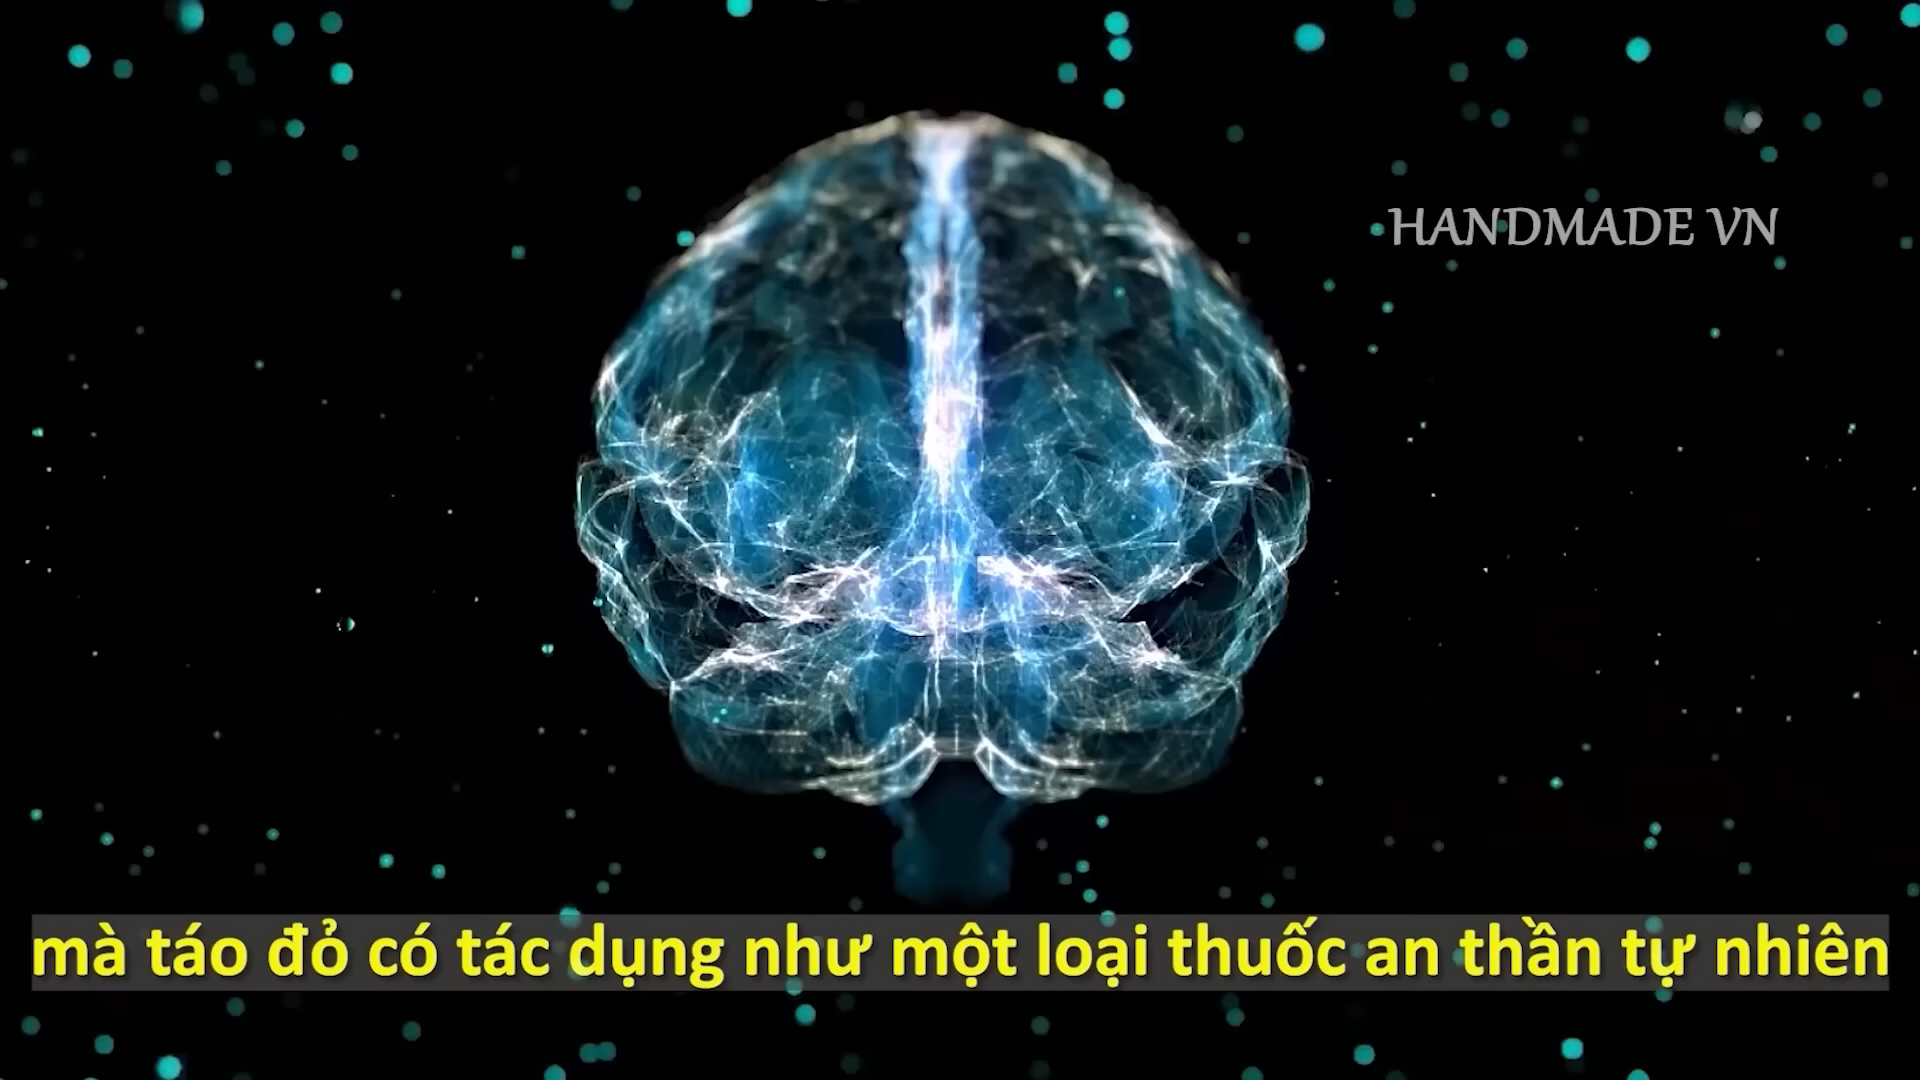 HANDMADE VN
mà táo đỏ có tác dụng như một loại thuốc an thần tự nhiên